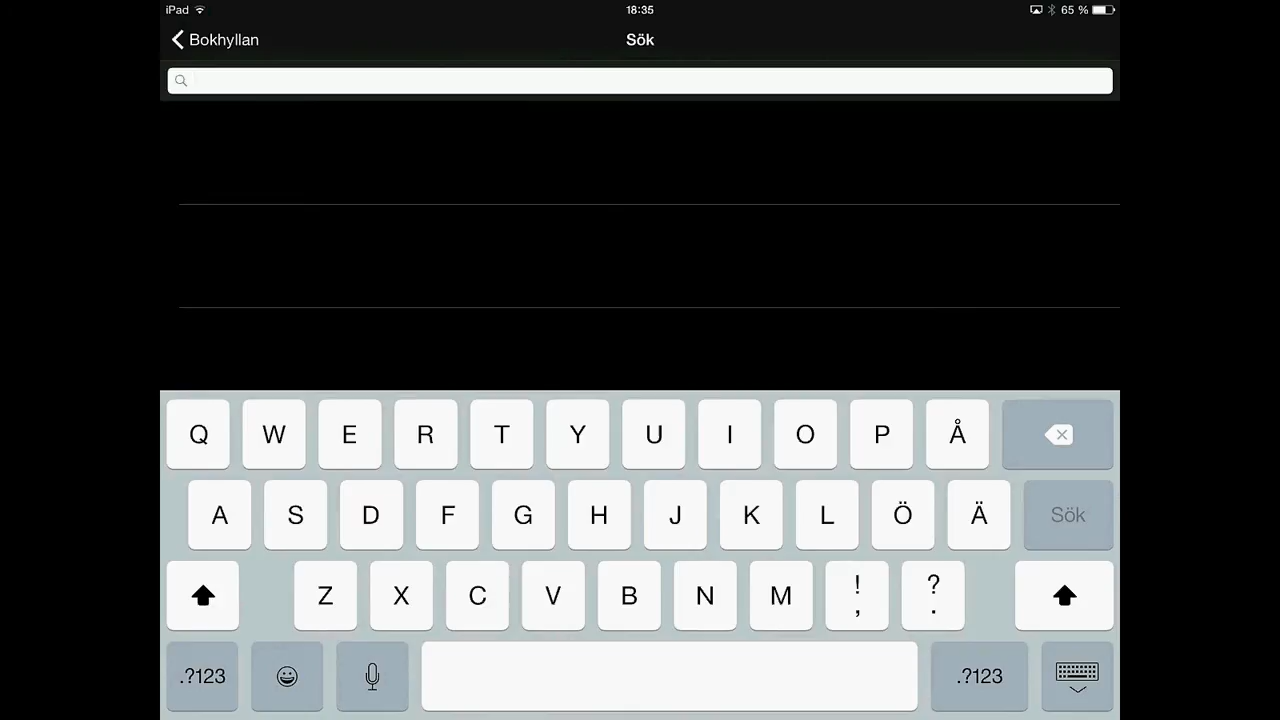 iPad 18:35 65 %
Bokhyllan Sök
Q W E R T Y U I O P Å
A S D F G H J K L Ö Ä Sök
Z X C V B N M ! , ? .
.?123 .?123